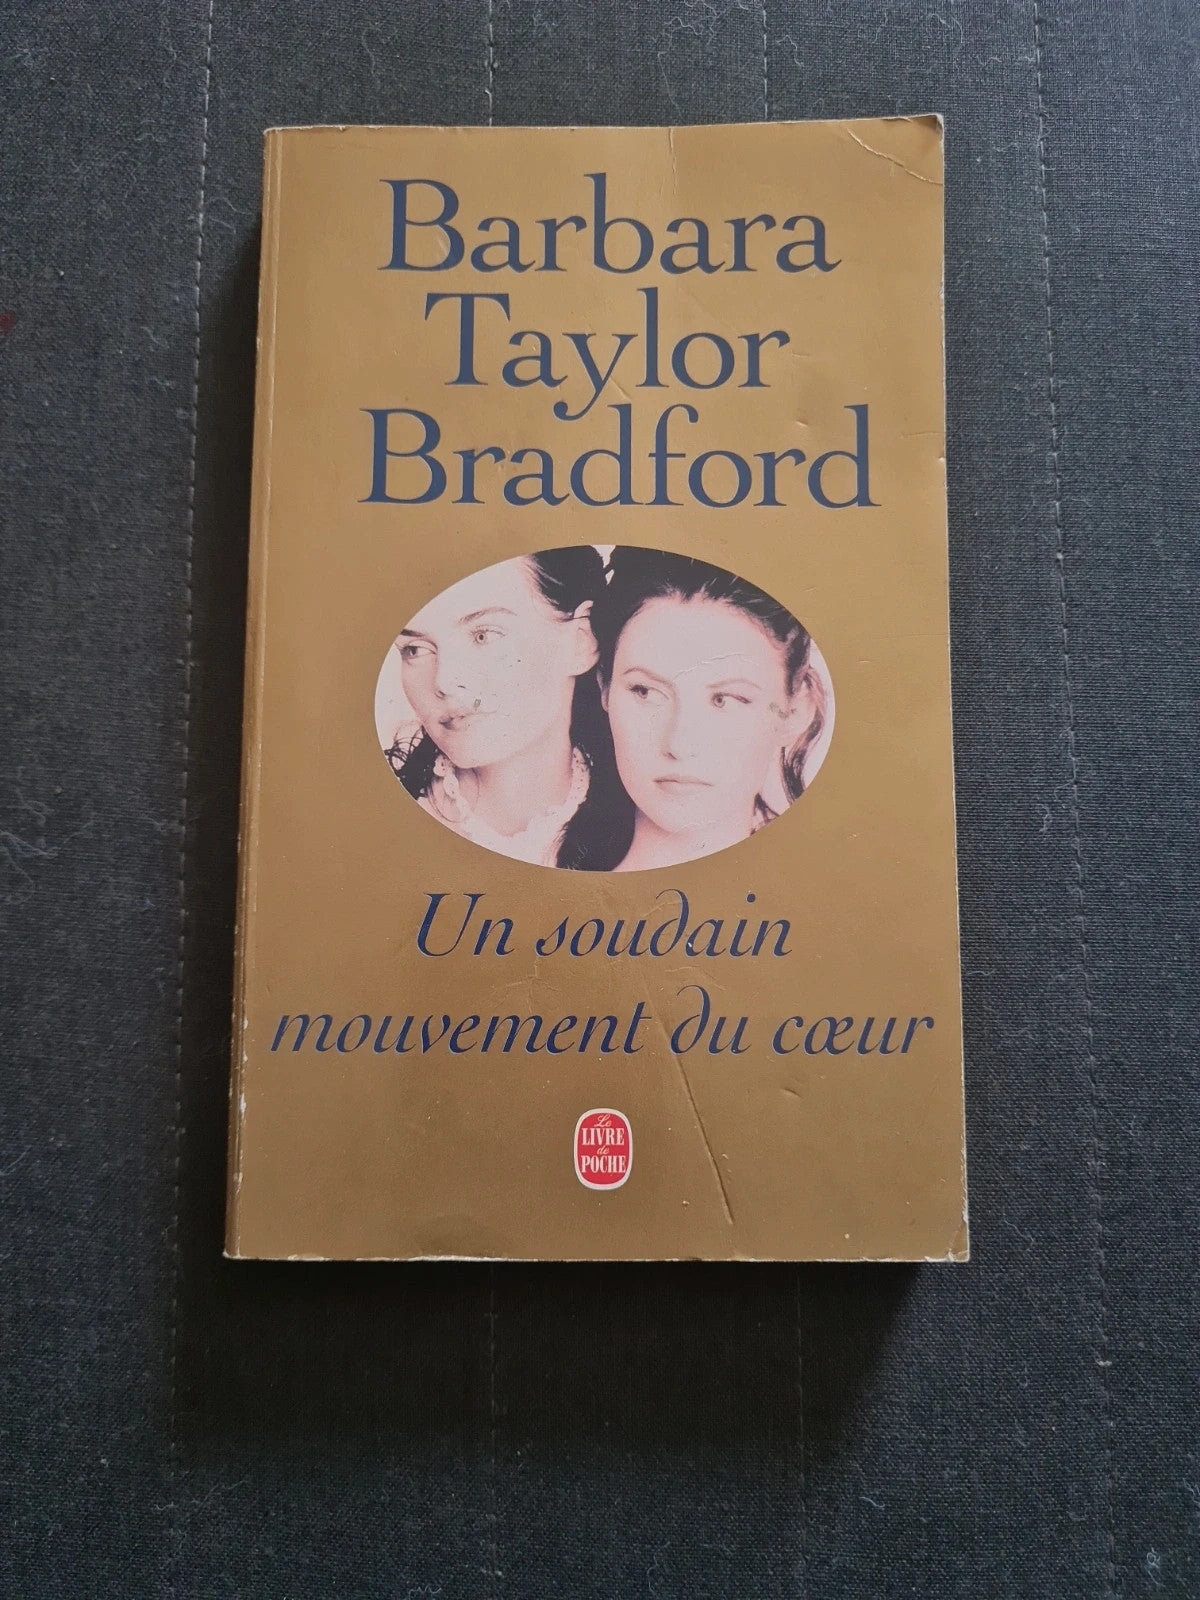 Barbara
Taylor
Bradford
Un soudain
mouvement du cœur
Le
LIVRE
de
POCHE